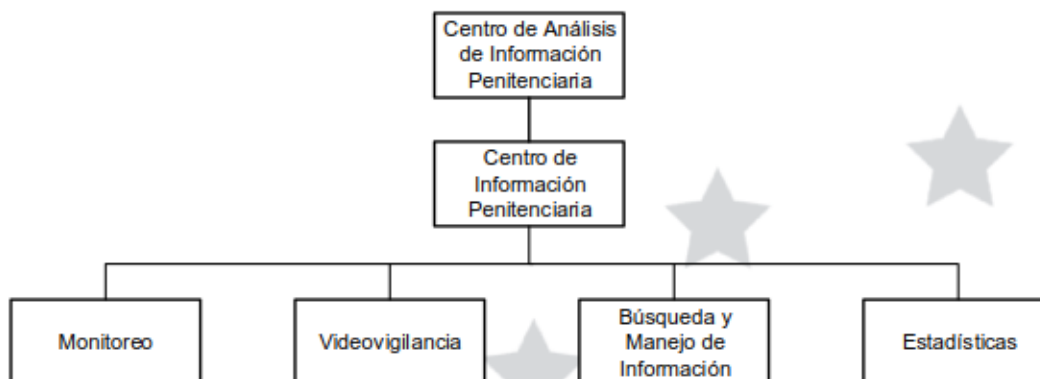 Centro de Análisis
de Información
Penitenciaria
Centro de
Información
Penitenciaria
Monitoreo
Videovigilancia
Búsqueda y
Manejo de
Información
Estadísticas